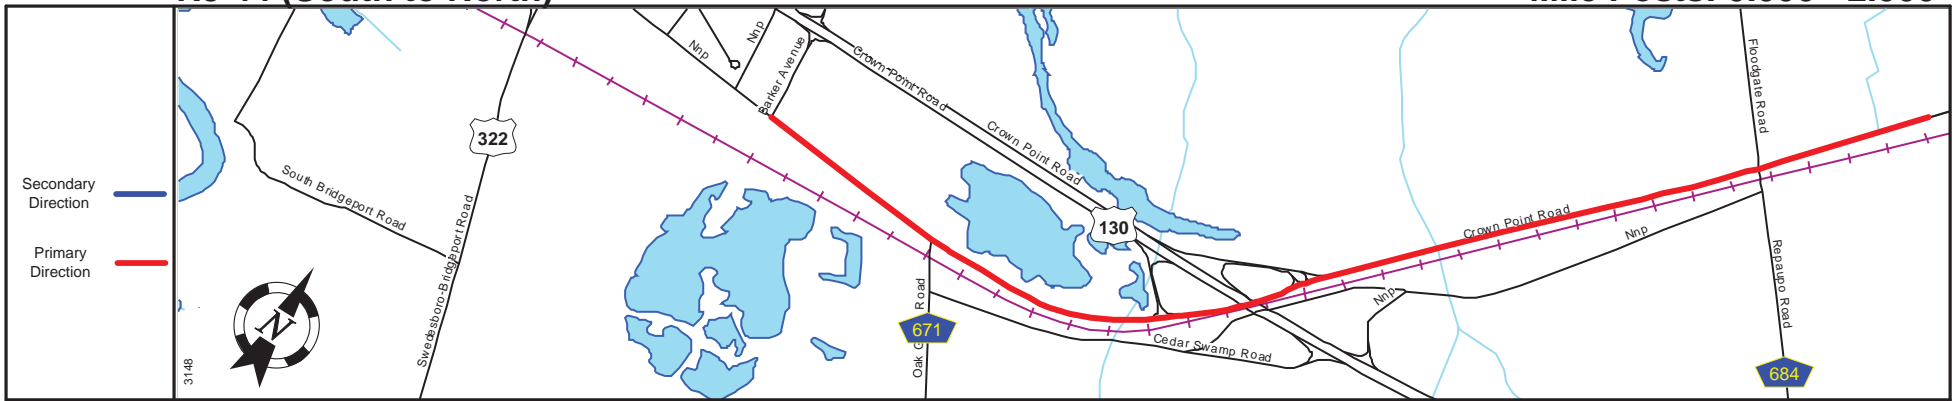 Secondary
Direction
Primary
Direction
3148
N
South Bridgeport Road
322
Swedesboro-Bridgeport Road
Nnp
Nnp
Barker Avenue
Crown Point Road
Crown Point Road
130
671
Road
Cedar Swamp Road
Crown Point Road
Nnp
Nnp
Floodgate Road
Repaupo Road
684